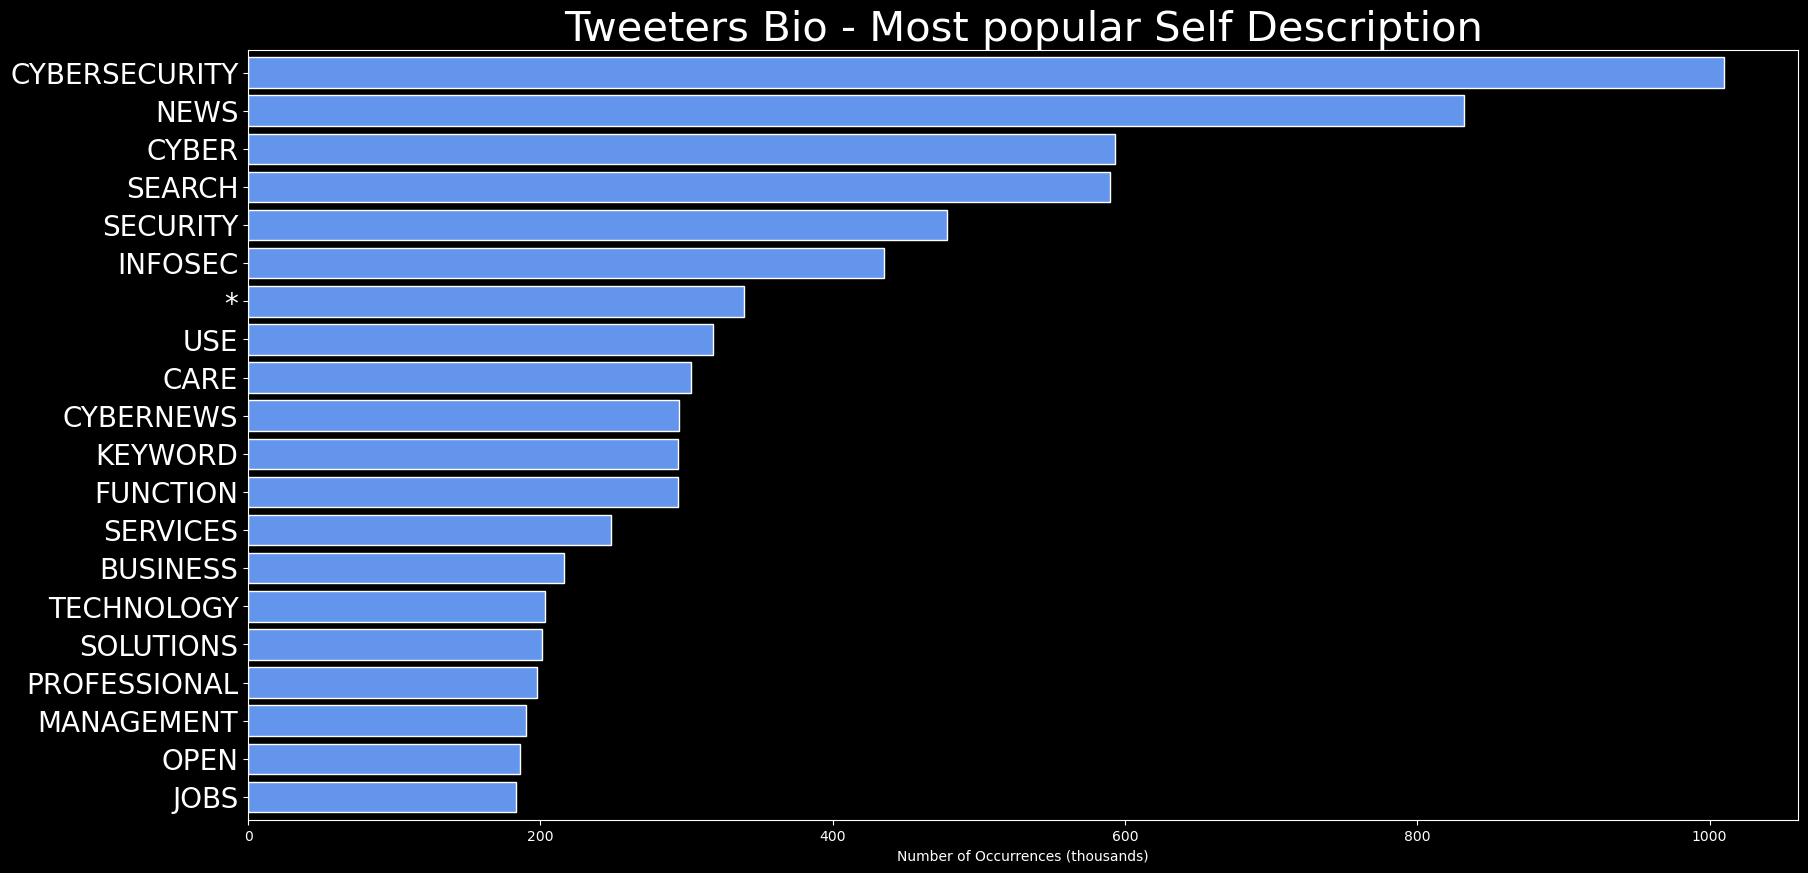 Tweeters Bio - Most popular Self Description
CYBERSECURITY
NEWS
CYBER
SEARCH
SECURITY
INFOSEC
*
USE
CARE
CYBERNEWS
KEYWORD
FUNCTION
SERVICES
BUSINESS
TECHNOLOGY
SOLUTIONS
PROFESSIONAL
MANAGEMENT
OPEN
JOBS
0 200 400 600 800 1000
Number of Occurrences (thousands)